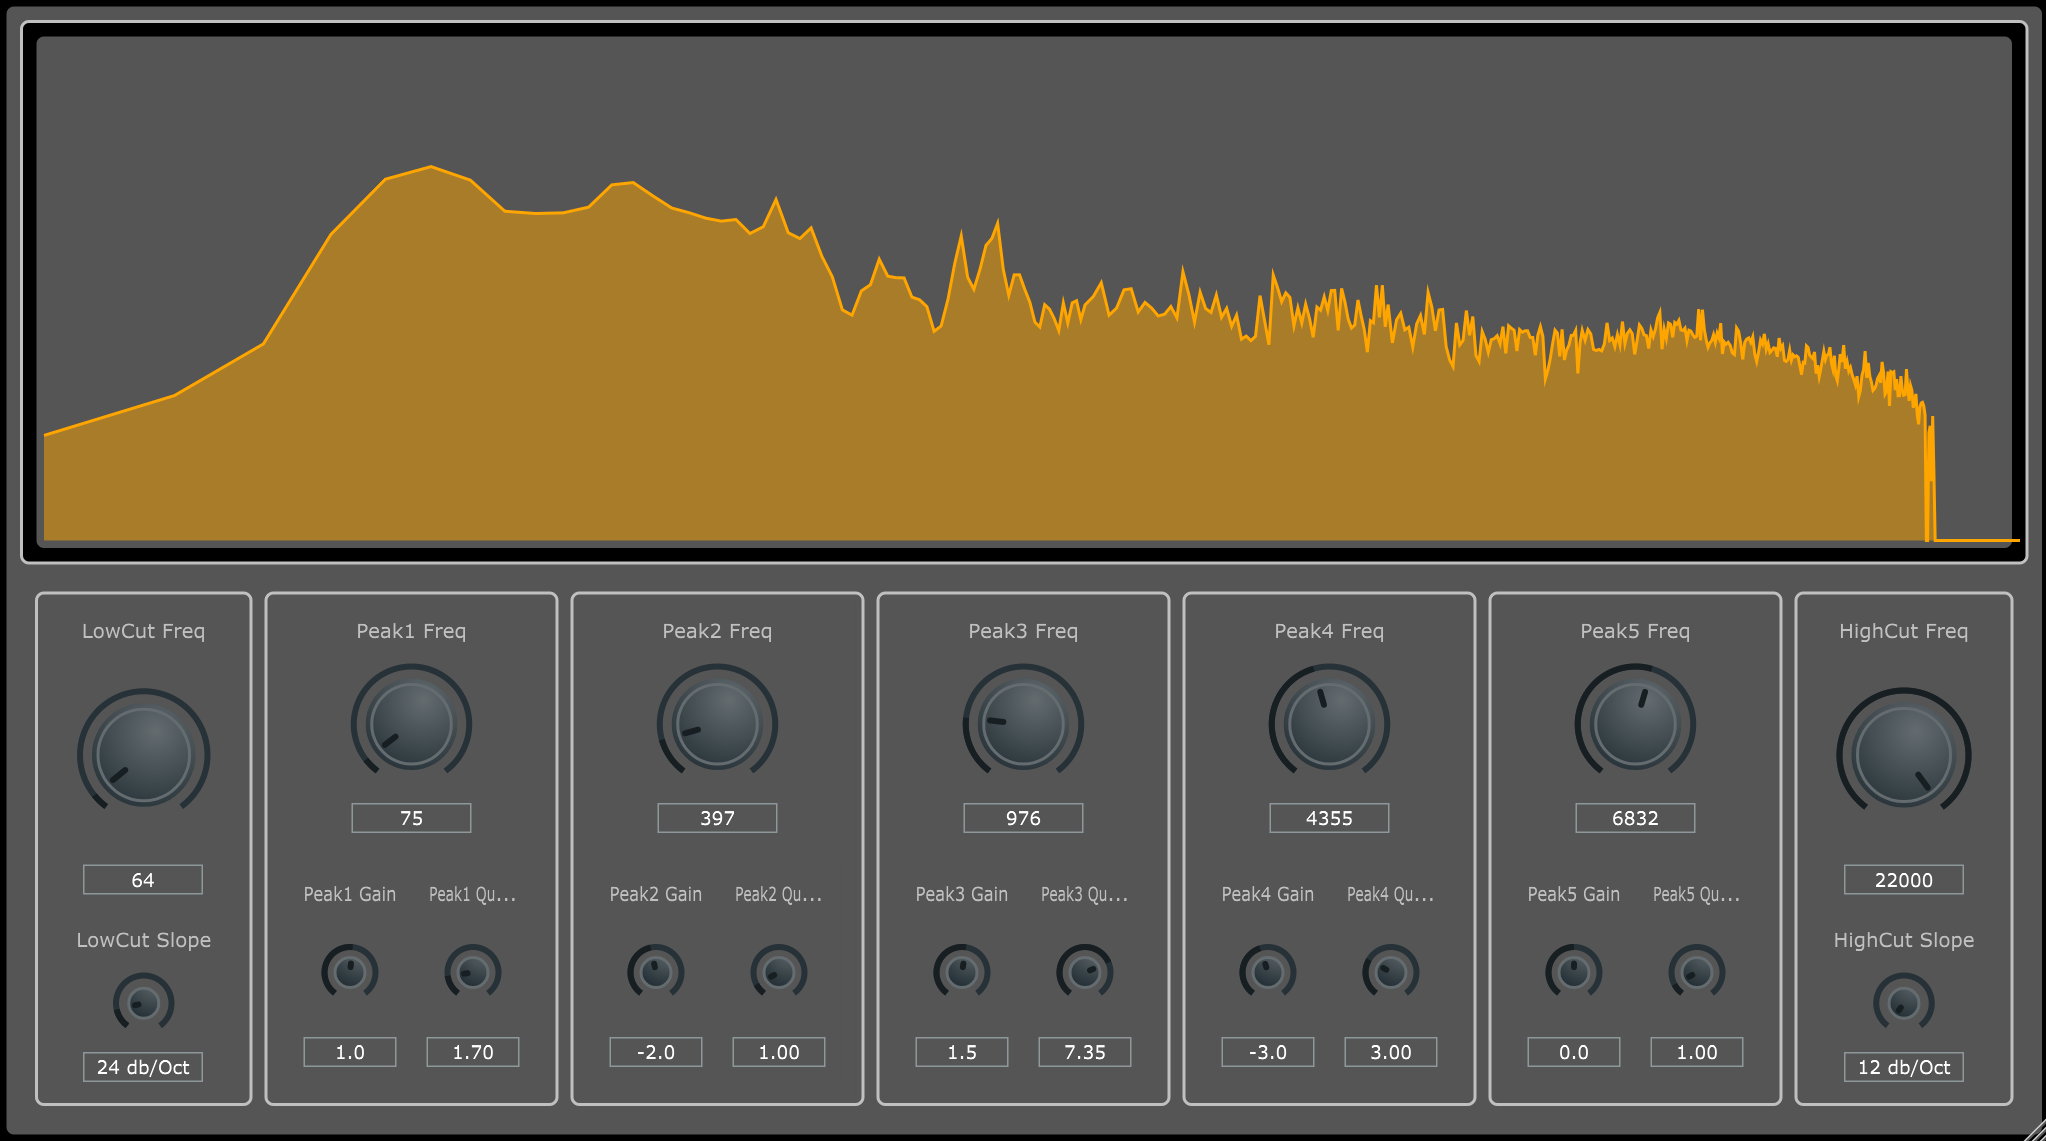 LowCut Freq
64
LowCut Slope
24 db/Oct
Peak1 Freq
75
Peak1 Gain
Peak1 Qu...
1.0
1.70
Peak2 Freq
397
Peak2 Gain
Peak2 Qu...
-2.0
1.00
Peak3 Freq
976
Peak3 Gain
Peak3 Qu...
1.5
7.35
Peak4 Freq
4355
Peak4 Gain
Peak4 Qu...
-3.0
3.00
Peak5 Freq
6832
Peak5 Gain
Peak5 Qu...
0.0
1.00
HighCut Freq
22000
HighCut Slope
12 db/Oct